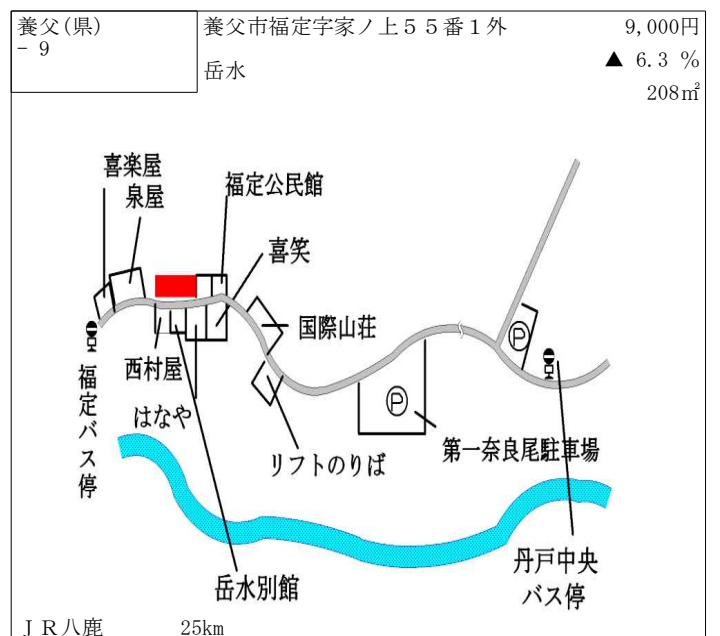 養父(県)
－ 9
養父市福定字家ノ上５５番１外
9,000円
岳水
▲ 6.3 %
208㎡
喜楽屋
泉屋
福定公民館
喜笑
国際山荘
Ⓟ
西村屋
はなや
福定バス停
リフトのりば
Ⓟ
第一奈良尾駐車場
岳水別館
丹戸中央
バス停
ＪＲ八鹿 25km